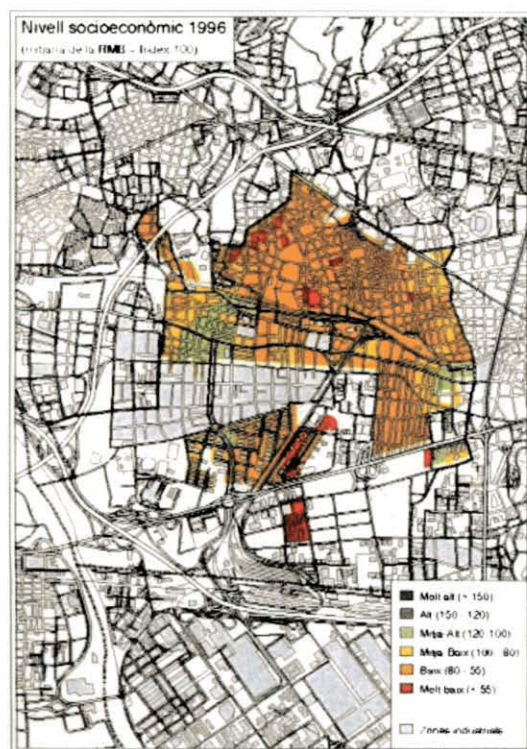 Nivell socioeconòmic 1996
(mitjana de la RMB = Index 100)
Molt alt (> 150)
Alt (150 - 120)
Mitjà-Alt (120-100)
Mitjà-Baix (100 - 80)
Baix (80 - 55)
Molt baix (< 55)
Zones industrials